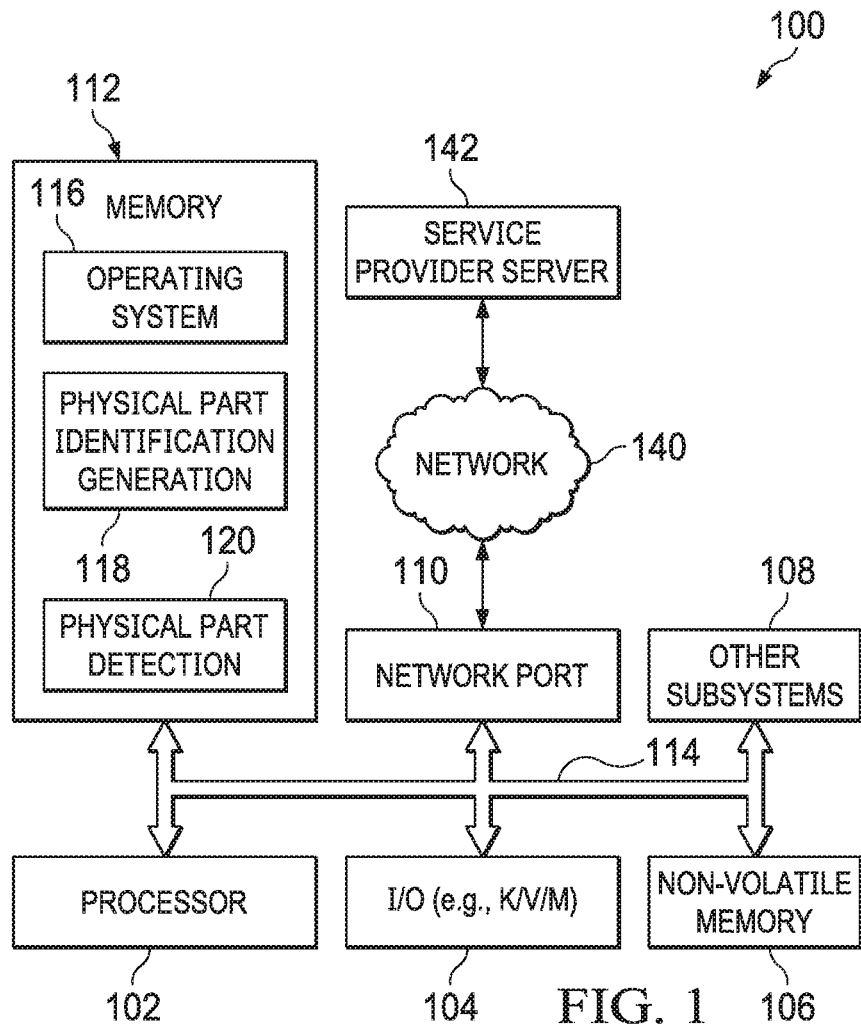 100
112
142
116
MEMORY
SERVICE
PROVIDER SERVER
OPERATING
SYSTEM
PHYSICAL PART
IDENTIFICATION
GENERATION
NETWORK
140
118
120
110
108
PHYSICAL PART
DETECTION
NETWORK PORT
OTHER
SUBSYSTEMS
114
PROCESSOR
I/O (e.g., K/V/M)
NON-VOLATILE
MEMORY
102
104
106
FIG. 1